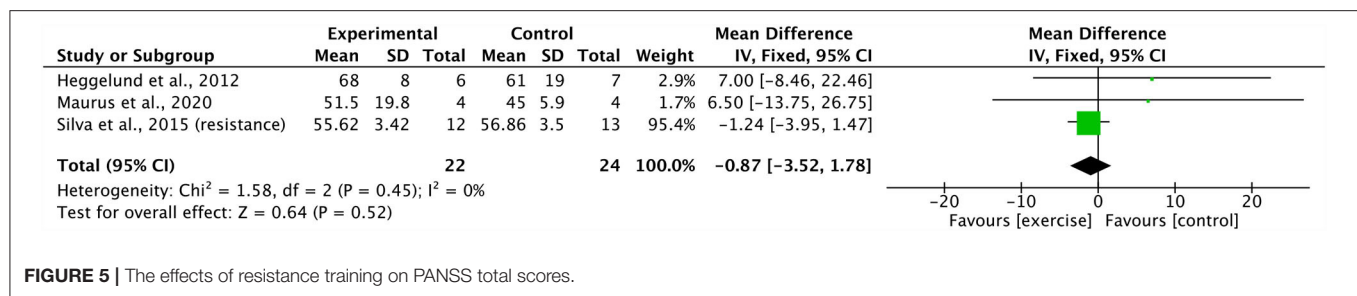 Experimental Control Mean Difference Mean Difference
Study or Subgroup Mean SD Total Mean SD Total Weight IV, Fixed, 95% CI IV, Fixed, 95% CI
Heggelund et al., 2012 68 8 6 61 19 7 2.9% 7.00 [-8.46, 22.46]
Maurus et al., 2020 51.5 19.8 4 45 5.9 4 1.7% 6.50 [-13.75, 26.75]
Silva et al., 2015 (resistance) 55.62 3.42 12 56.86 3.5 13 95.4% -1.24 [-3.95, 1.47]
Total (95% CI) 22 24 100.0% -0.87 [-3.52, 1.78]
Heterogeneity: Chi² = 1.58, df = 2 (P = 0.45); I² = 0%
Test for overall effect: Z = 0.64 (P = 0.52)
-20 -10 0 10 20
Favours [exercise] Favours [control]
FIGURE 5 | The effects of resistance training on PANSS total scores.